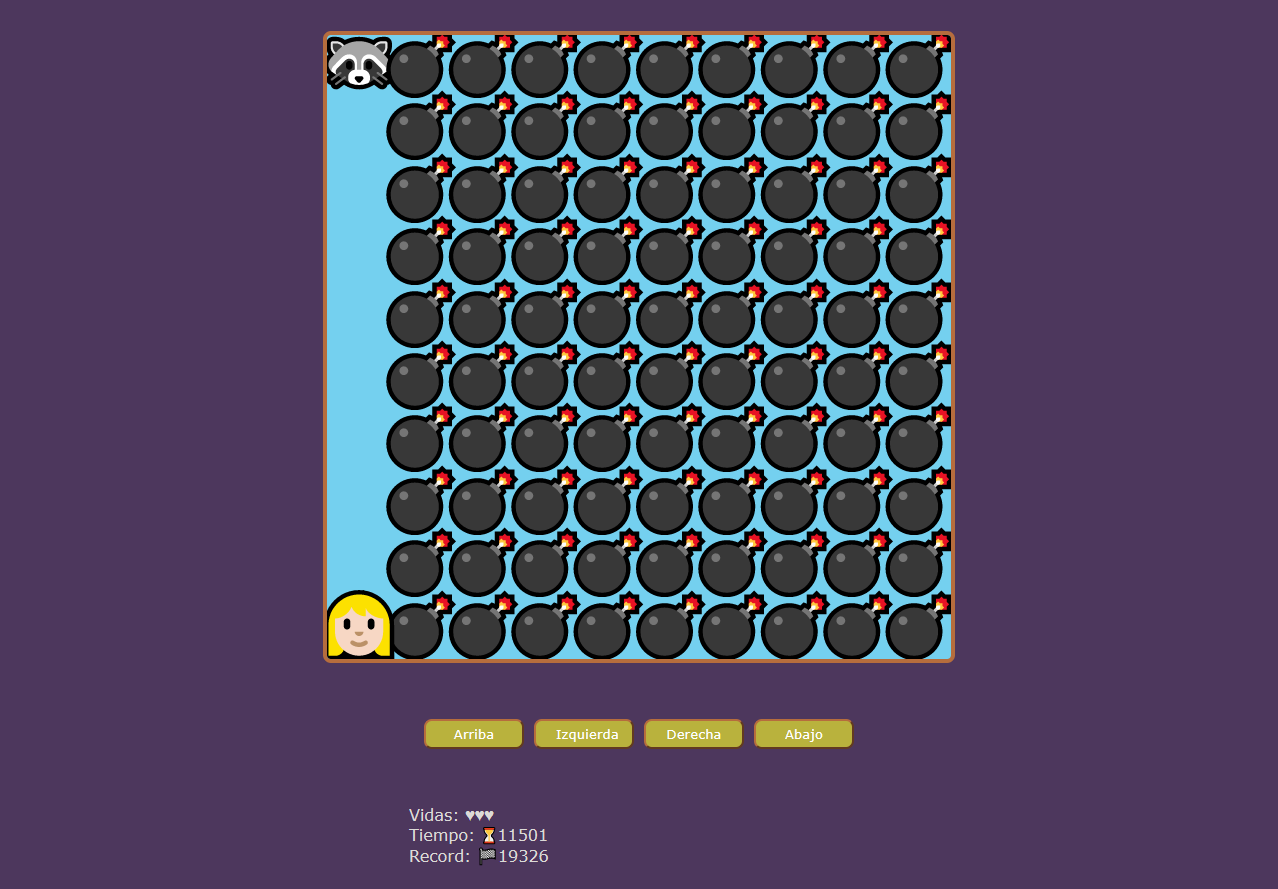 Arriba
Izquierda
Derecha
Abajo
Vidas: ♥♥♥
Tiempo: ⏳11501
Record: 🏁19326